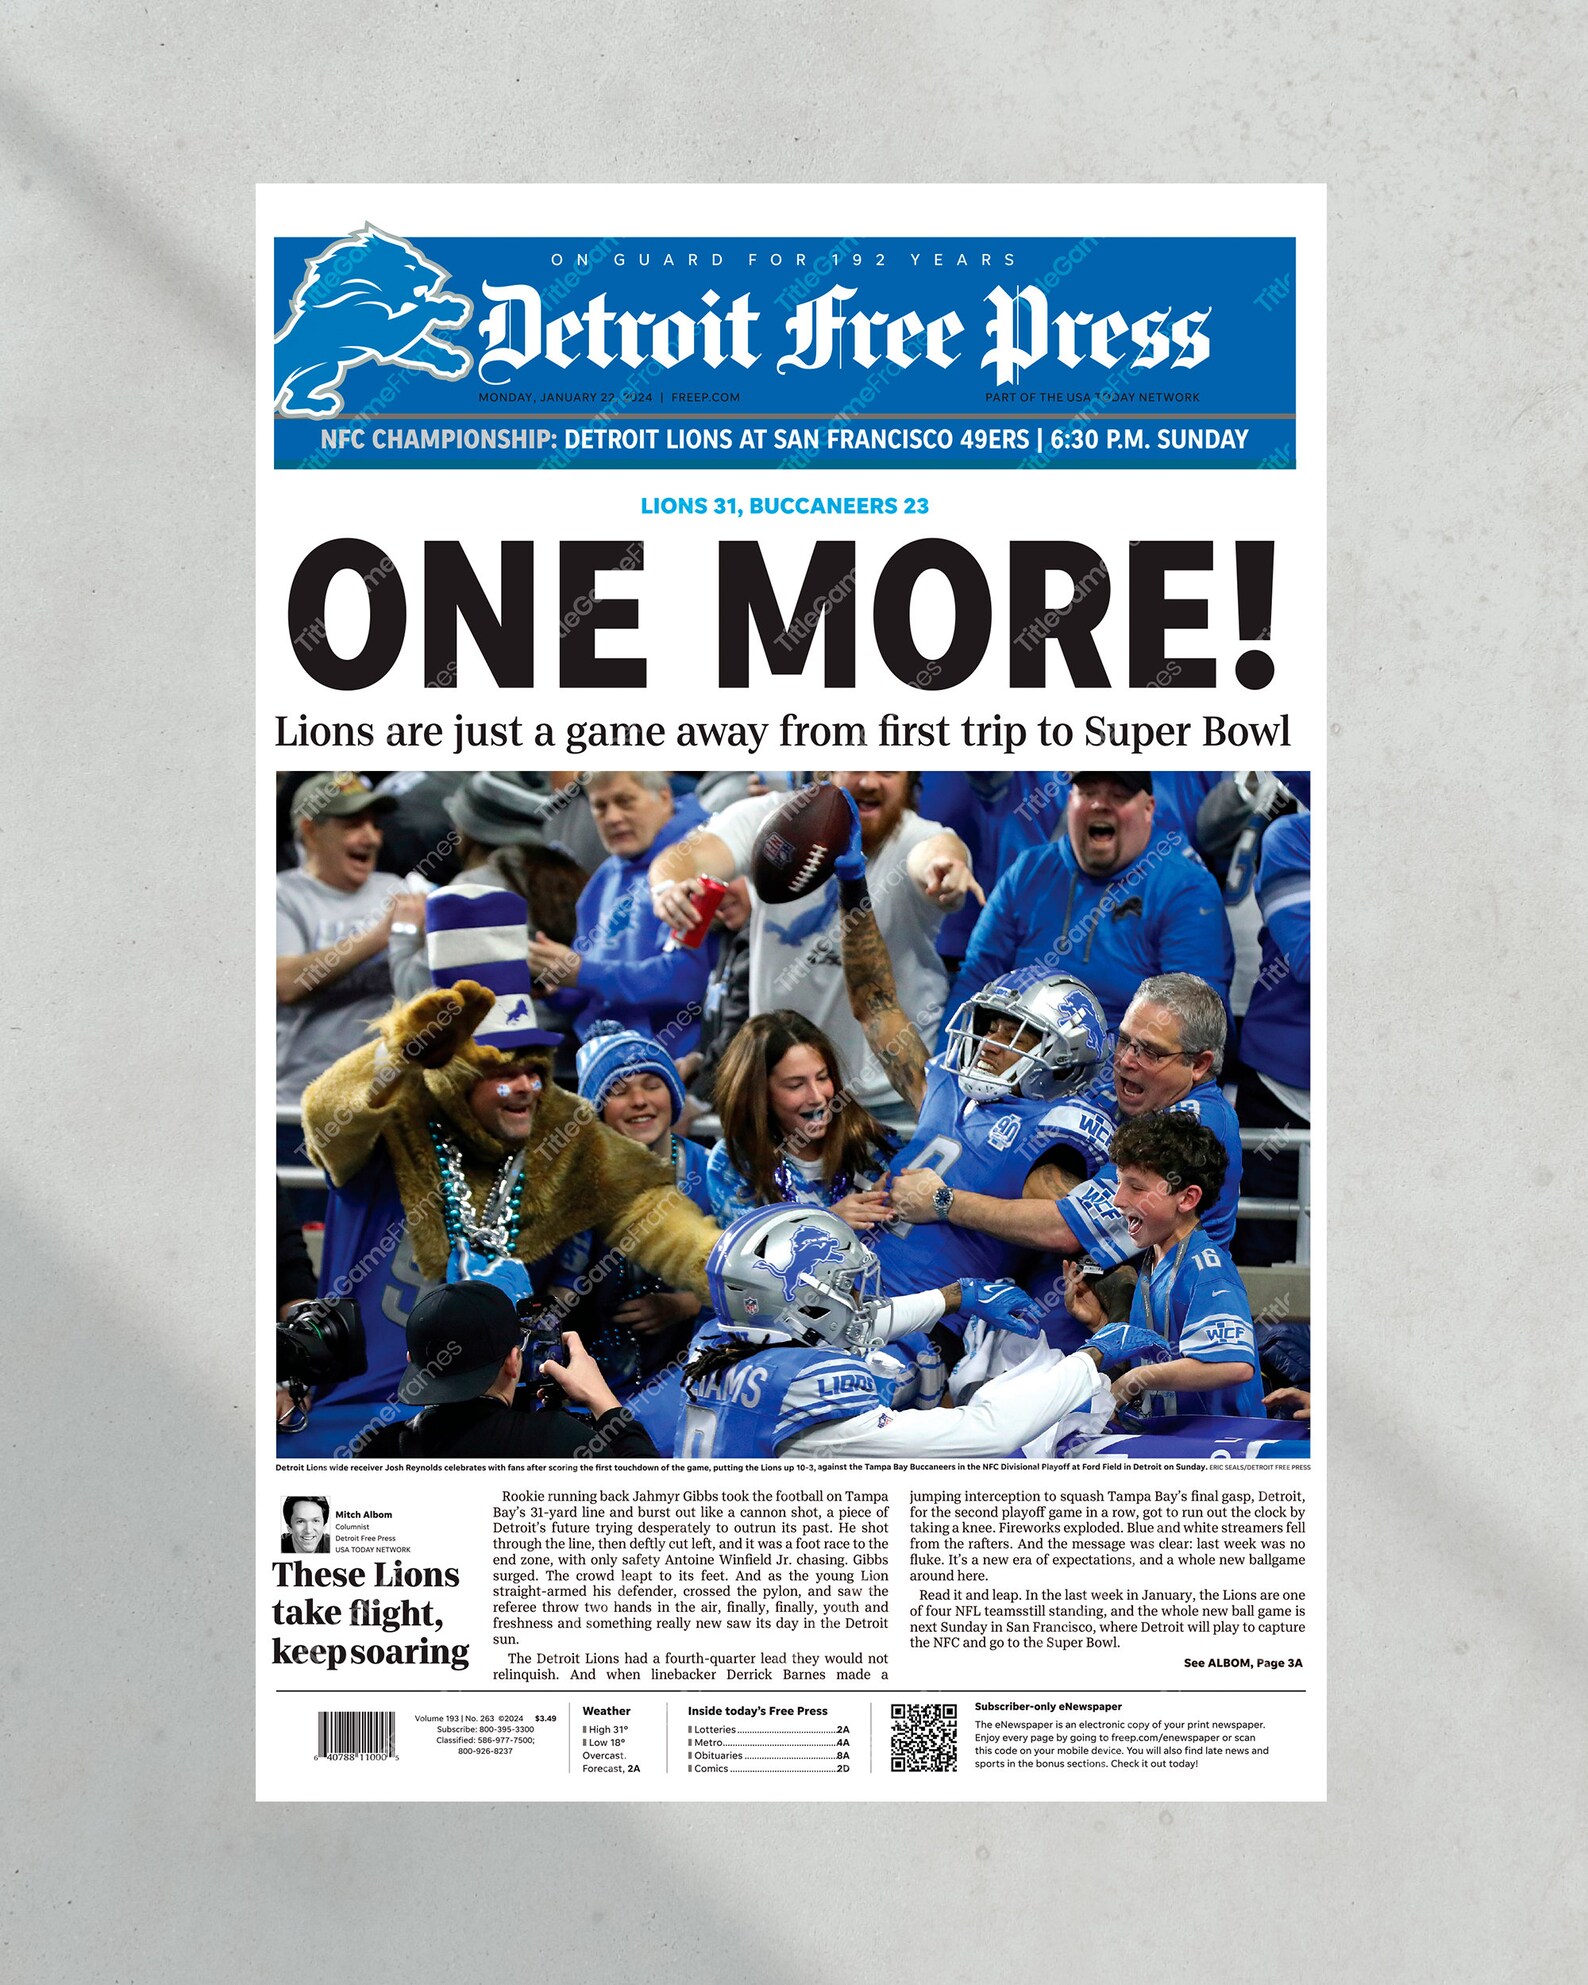 ON GUARD FOR 192 YEARS
Detroit Free Press
MONDAY, JANUARY 22, 2024 | FREEP.COM
PART OF THE USA TODAY NETWORK
NFC CHAMPIONSHIP: DETROIT LIONS AT SAN FRANCISCO 49ERS | 6:30 P.M. SUNDAY
LIONS 31, BUCCANEERS 23
ONE MORE!
Lions are just a game away from first trip to Super Bowl
WCF
90
WCF
16
WCF
IAMS
LIONS
Detroit Lions wide receiver Josh Reynolds celebrates with fans after scoring the first touchdown of the game, putting the Lions up 10-3, against the Tampa Bay Buccaneers in the NFC Divisional Playoff at Ford Field in Detroit on Sunday. ERIC SEALS/DETROIT FREE PRESS
Mitch Albom
Columnist
Detroit Free Press
USA TODAY NETWORK
These Lions
take flight,
keep soaring
Rookie running back Jahmyr Gibbs took the football on Tampa
Bay's 31-yard line and burst out like a cannon shot, a piece of
Detroit's future trying desperately to outrun its past. He shot
through the line, then deftly cut left, and it was a foot race to the
end zone, with only safety Antoine Winfield Jr. chasing. Gibbs
surged. The crowd leapt to its feet. And as the young Lion
straight-armed his defender, crossed the pylon, and saw the
referee throw two hands in the air, finally, finally, youth and
freshness and something really new saw its day in the Detroit
sun.
The Detroit Lions had a fourth-quarter lead they would not
relinquish. And when linebacker Derrick Barnes made a
jumping interception to squash Tampa Bay's final gasp, Detroit,
for the second playoff game in a row, got to run out the clock by
taking a knee. Fireworks exploded. Blue and white streamers fell
from the rafters. And the message was clear: last week was no
fluke. It's a new era of expectations, and a whole new ballgame
around here.
Read it and leap. In the last week in January, the Lions are one
of four NFL teamsstill standing, and the whole new ball game is
next Sunday in San Francisco, where Detroit will play to capture
the NFC and go to the Super Bowl.
See ALBOM, Page 3A
6 40788 11000 5
Volume 193 | No. 263 ©2024 $3.49
Subscribe: 800-395-3300
Classified: 586-977-7500;
800-926-8237
Weather
High 31°
Low 18°
Overcast.
Forecast, 2A
Inside today's Free Press
Lotteries 2A
Metro 4A
Obituaries 8A
Comics 2D
Subscriber-only eNewspaper
The eNewspaper is an electronic copy of your print newspaper.
Enjoy every page by going to freep.com/enewspaper or scan
this code on your mobile device. You will also find late news and
sports in the bonus sections. Check it out today!
TitleGameFrames